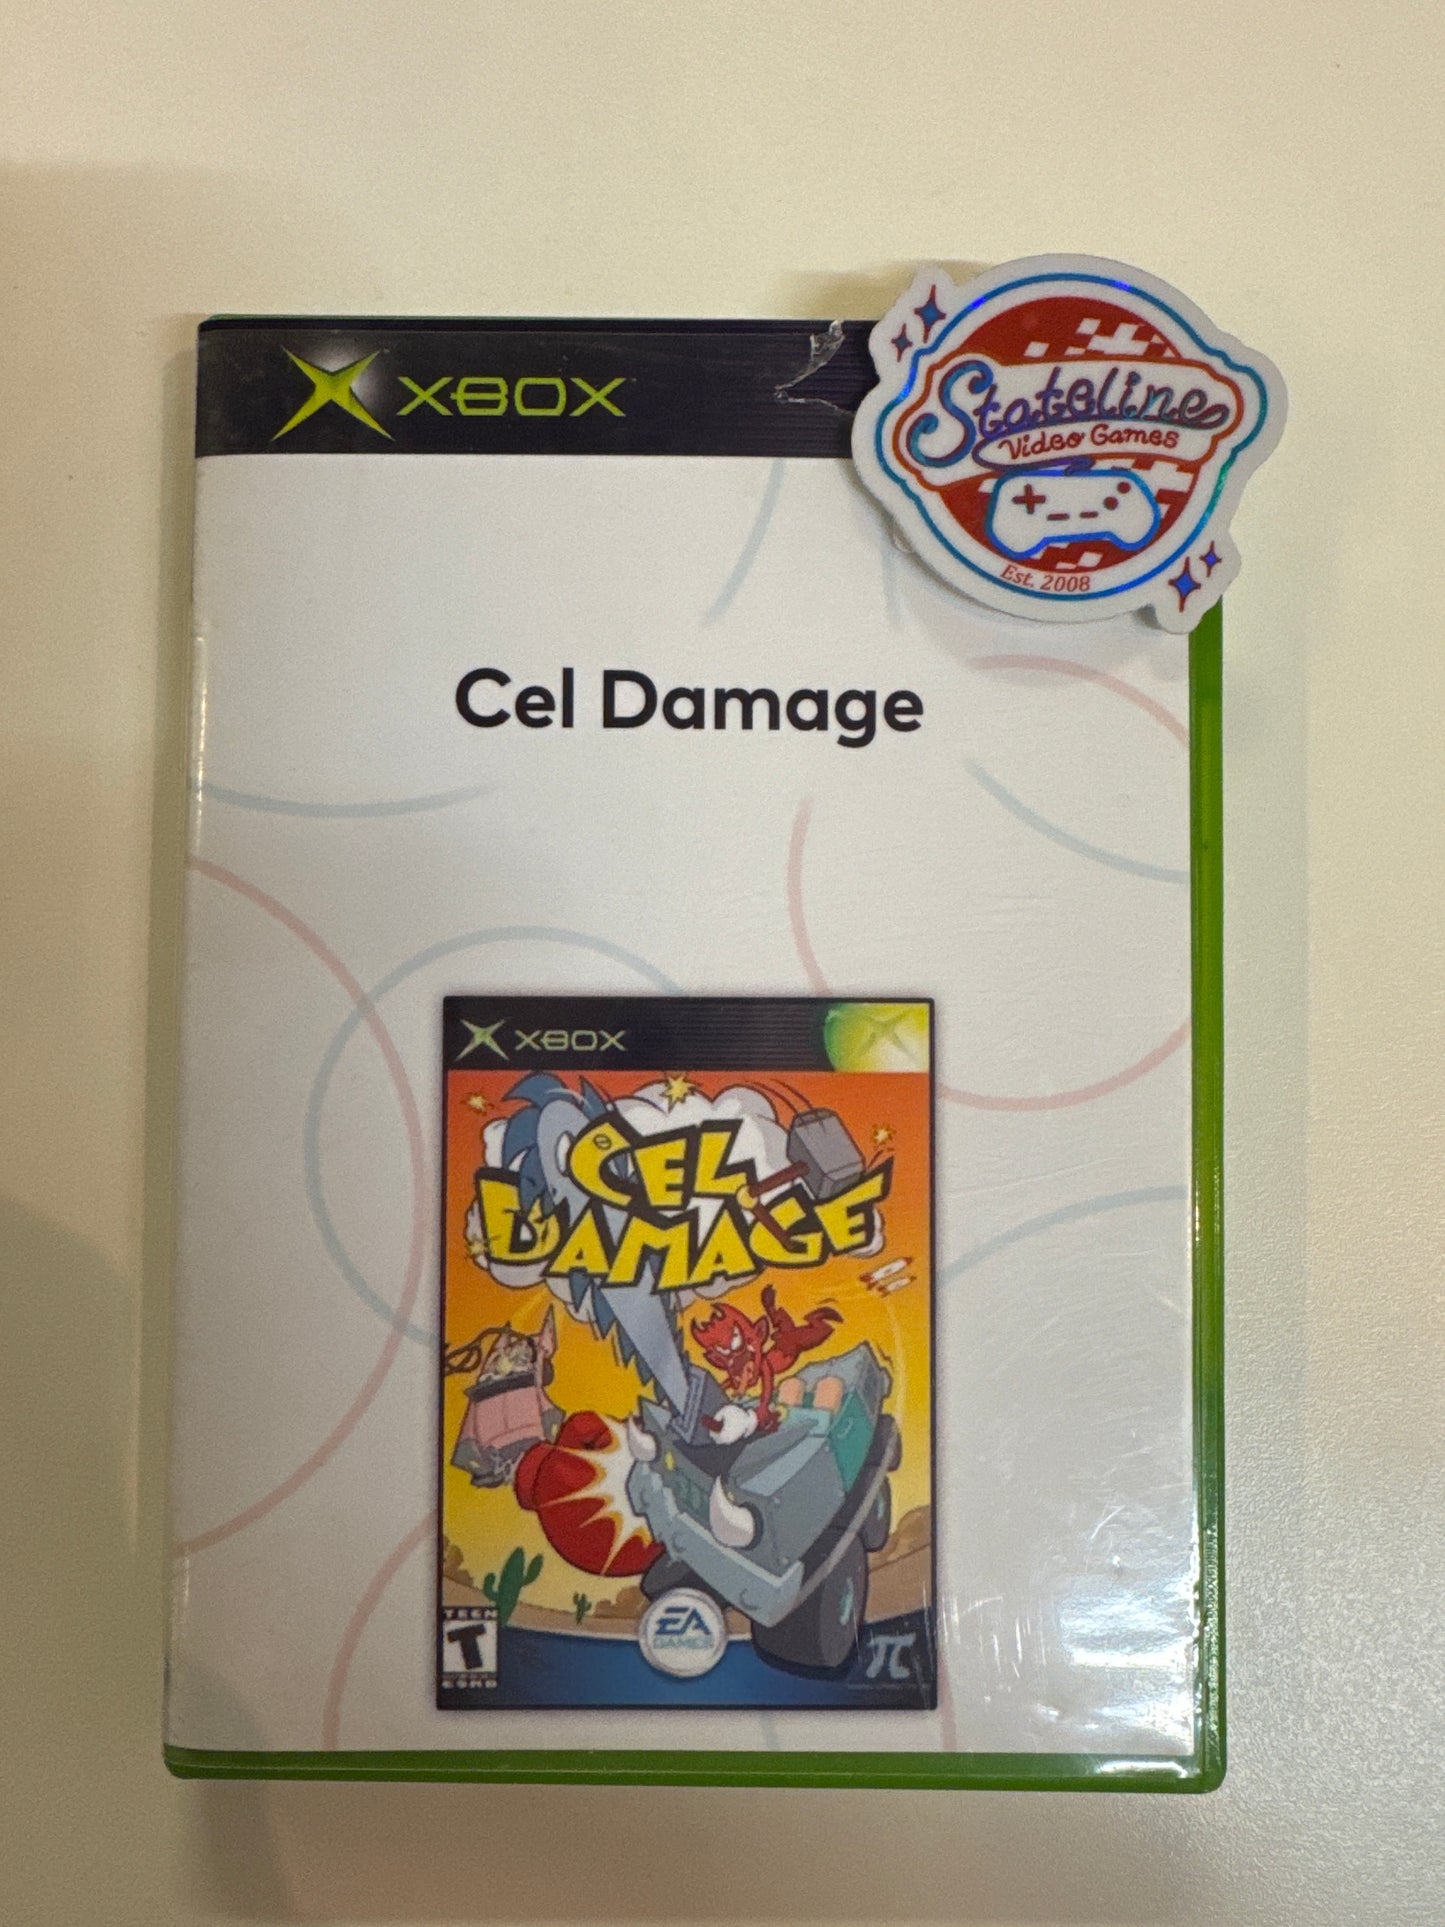 XBOX
Stateline
Video Games
Est. 2008
Cel Damage
XBOX
CEL
DAMAGE
TEEN
T
ESRB
EA
GAMES
π